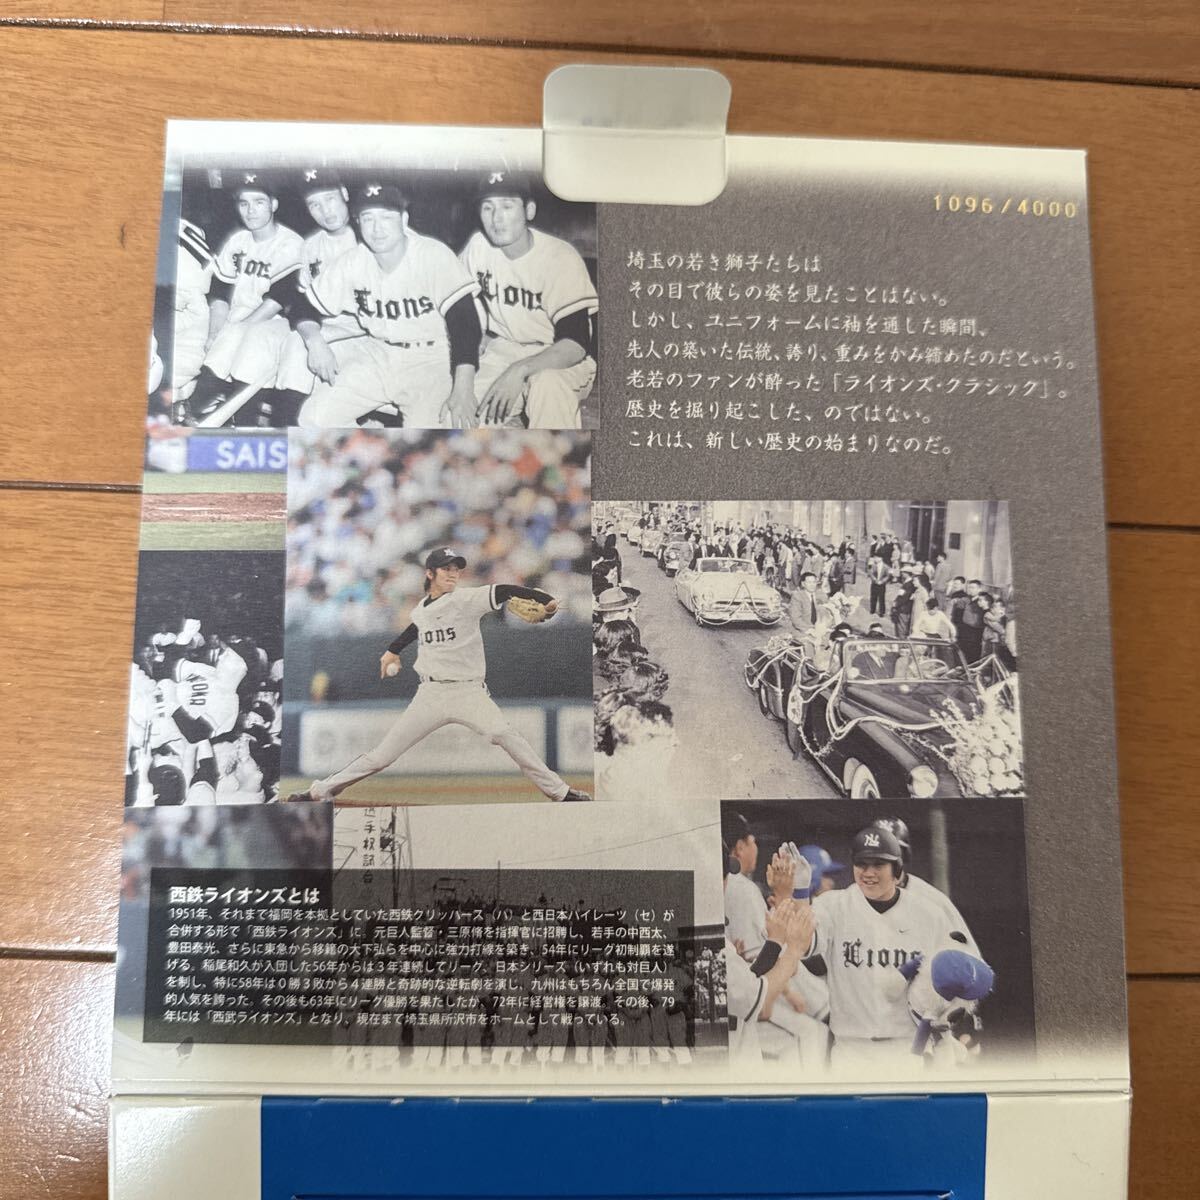 1096/4000
埼玉の若き獅子たちは
その目で彼らの姿を見たことはない。
しかし、ユニフォームに袖を通した瞬間、
先人の築いた伝統、誇り、重みをかみ締めたのだという。
老若のファンが酔った「ライオンズ・クラシック」。
歴史を掘り起こした、のではない。
これは、新しい歴史の始まりなのだ。
Lions
Lions
SAIS
Lions
西鉄ライオンズとは
1951年、それまで福岡を本拠としていた西鉄クリッパース（パ）と西日本パイレーツ（セ）が
合併する形で「西鉄ライオンズ」に。元巨人監督・三原脩を指揮官に招聘し、若手の中西太、
豊田泰光、さらに東急から移籍の大下弘らを中心に強力打線を築き、54年にリーグ初制覇を遂
げる。稲尾和久が入団した56年からは３年連続してリーグ、日本シリーズ（いずれも対巨人）
を制し、特に58年は０勝３敗から４連勝と奇跡的な逆転劇を演じ、九州はもちろん全国で爆発
的人気を誇った。その後も63年にリーグ優勝を果たしたが、72年に経営権を譲渡。その後、79
年には「西武ライオンズ」となり、現在まで埼玉県所沢市をホームとして戦っている。
Lions